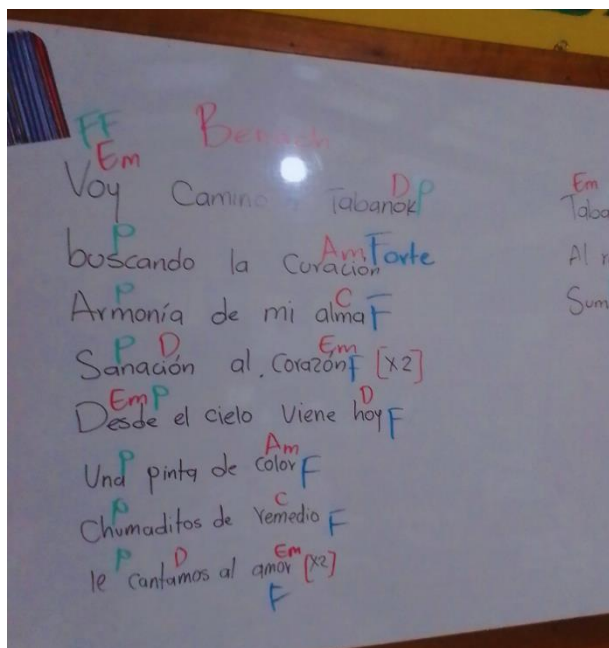 FF
Em D P
Voy Camino Tabanok
P Am Forte
buscando la Curación
P C
Armonía de mi alma F
P D Em
Sanación al. Corazón F [x2]
Em P D
Desde el cielo Viene hoy F
P Am
Una pinta de color F
P C
Chumaditos de remedio F
P D Em
le cantamos al amor [x2]
F
Em
Al